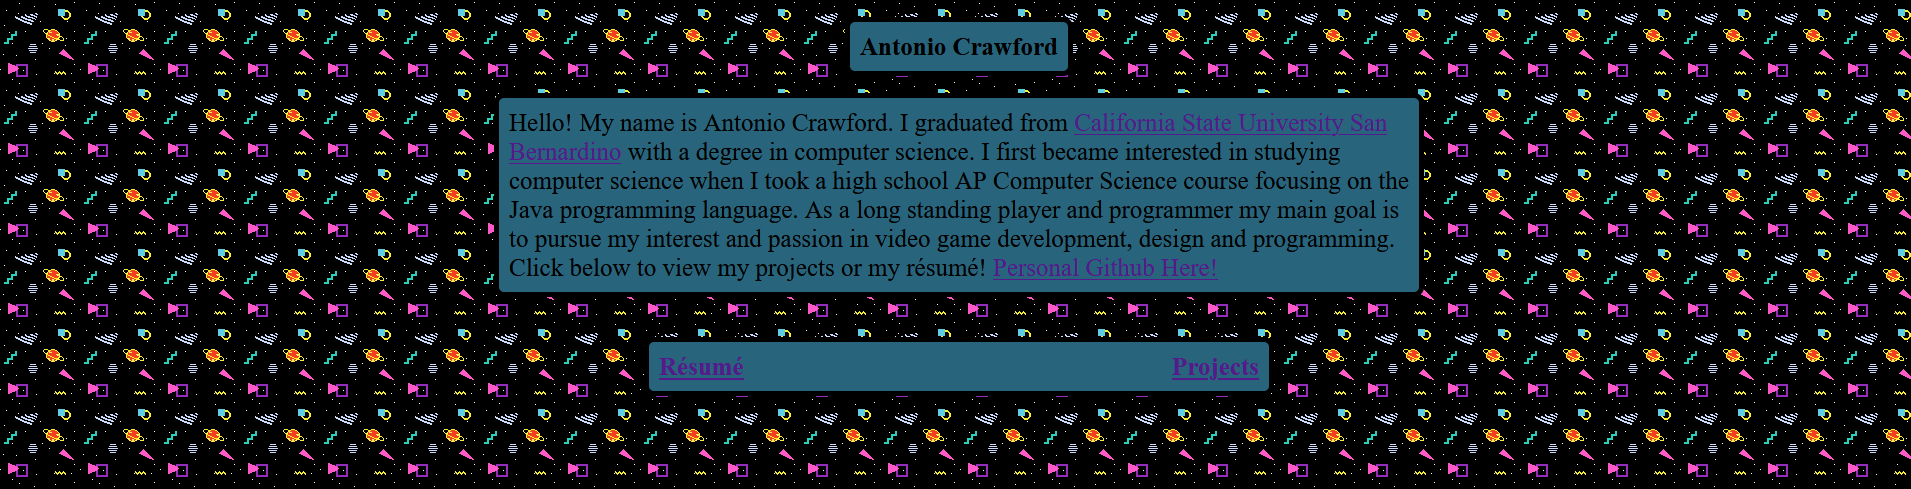 Antonio Crawford
Hello! My name is Antonio Crawford. I graduated from California State University San
Bernardino with a degree in computer science. I first became interested in studying
computer science when I took a high school AP Computer Science course focusing on the
Java programming language. As a long standing player and programmer my main goal is
to pursue my interest and passion in video game development, design and programming.
Click below to view my projects or my résumé! Personal Github Here!
Résumé Projects